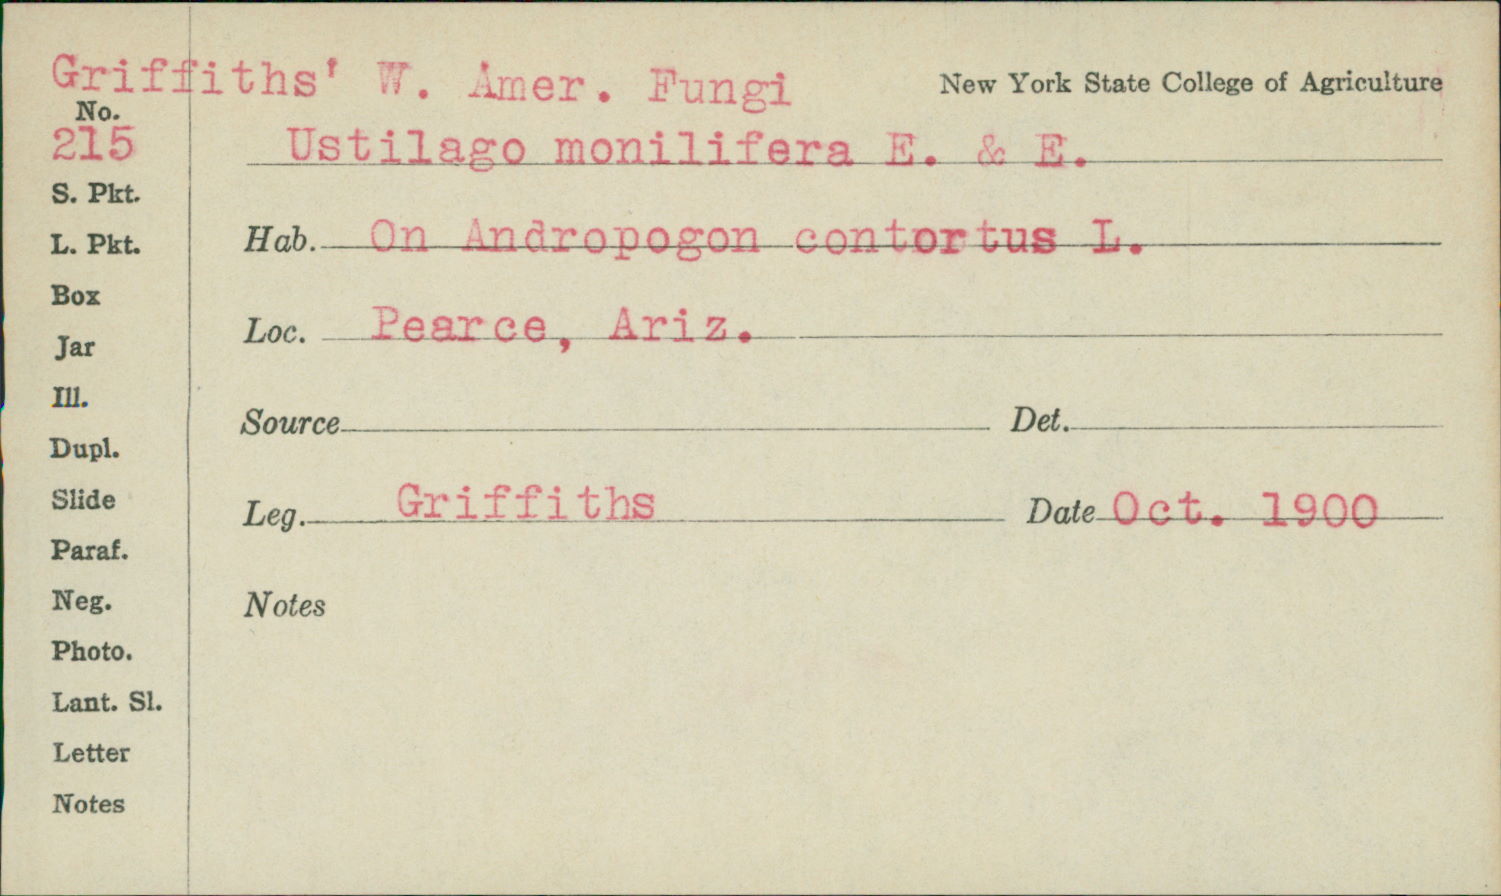 Griffiths' W. Amer. Fungi
New York State College of Agriculture
No.
215
Ustilago monilifera E. & E.
S. Pkt.
L. Pkt.
Hab. On Andropogon contortus L.
Box
Loc. Pearce, Ariz.
Jar
Ill.
Source Det.
Dupl.
Slide
Leg. Griffiths Date Oct. 1900
Paraf.
Neg.
Notes
Photo.
Lant. Sl.
Letter
Notes